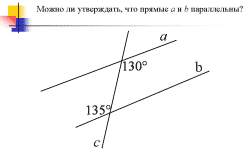 Можно ли утверждать, что прямые a и b параллельны?
a
130°
b
135°
c